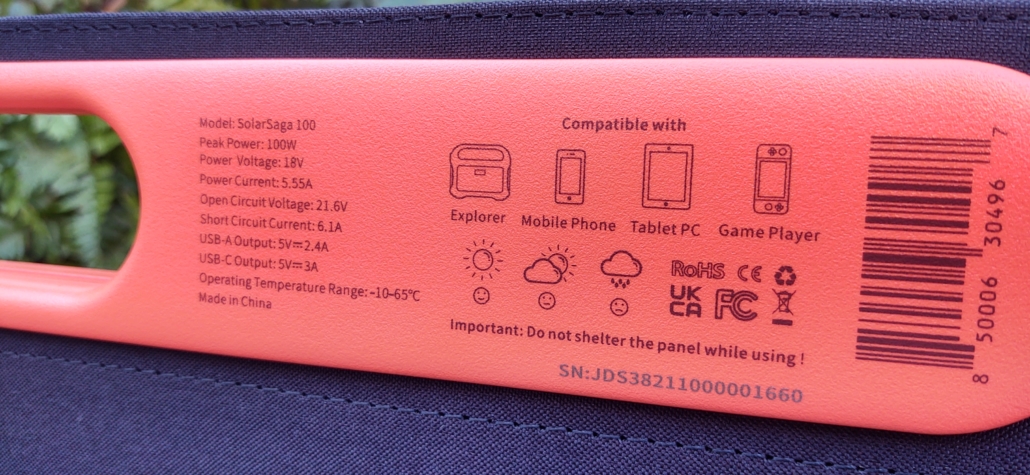 Model: SolarSaga 100
Peak Power: 100W
Power Voltage: 18V
Power Current: 5.55A
Open Circuit Voltage: 21.6V
Short Circuit Current: 6.1A
USB-A Output: 5V⎓2.4A
USB-C Output: 5V⎓3A
Operating Temperature Range: -10-65℃
Made in China
Compatible with
Explorer
Mobile Phone
Tablet PC
Game Player
RoHS CE
UK
CA FC
Important: Do not shelter the panel while using !
SN:JDS38211000001660
8 50006 30496 7